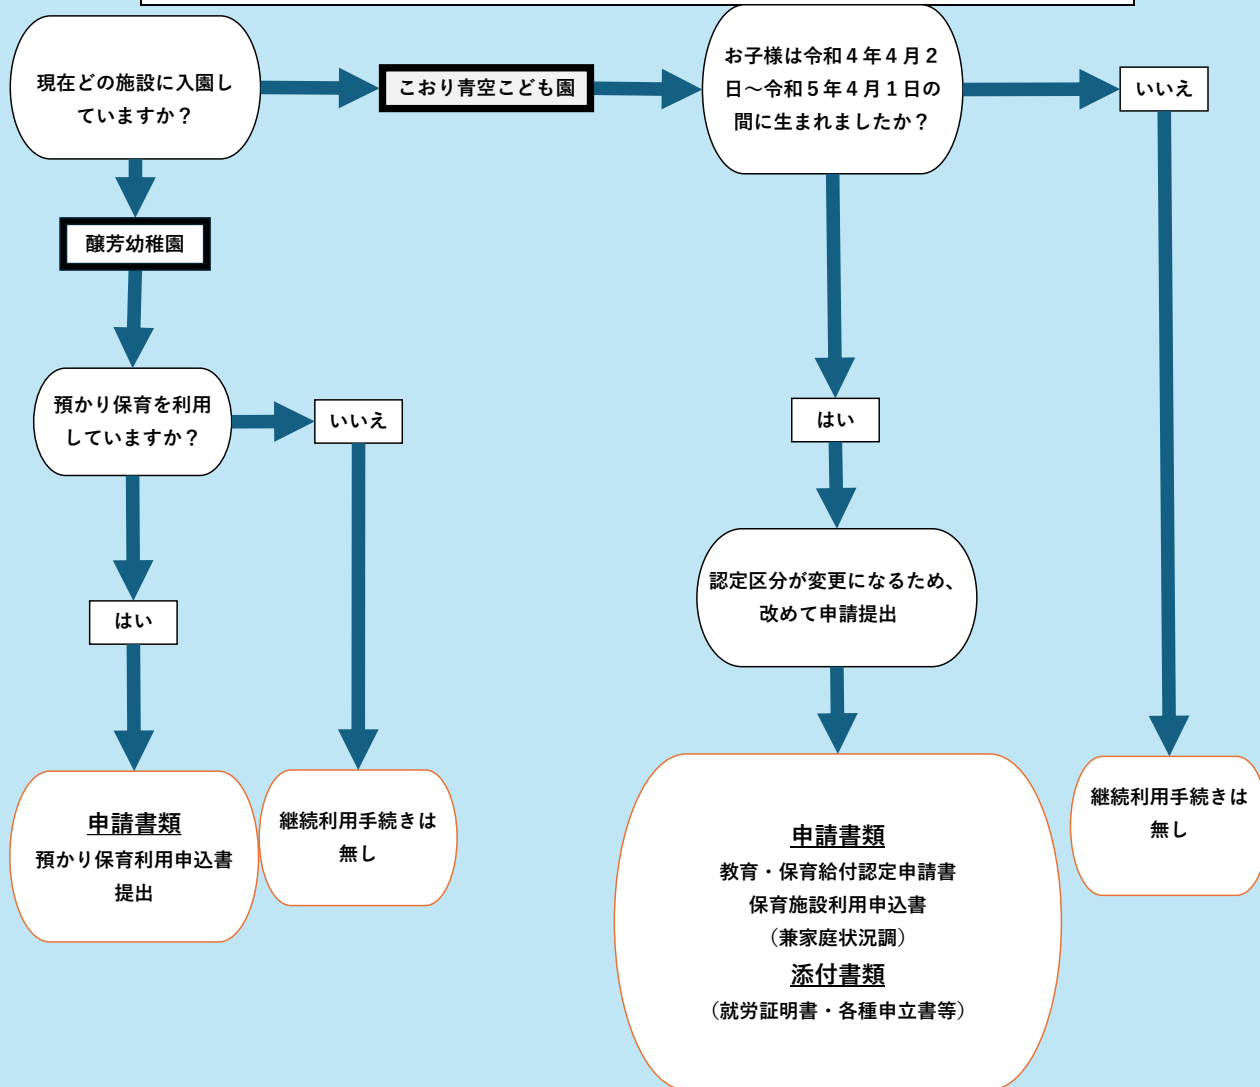 現在どの施設に入園し
ていますか？
こおり青空こども園
お子様は令和４年４月２
日～令和５年４月１日の
間に生まれましたか？
いいえ
醸芳幼稚園
預かり保育を利用
していますか？
いいえ
はい
はい
認定区分が変更になるため、
改めて申請提出
申請書類
預かり保育利用申込書
提出
継続利用手続きは
無し
申請書類
教育・保育給付認定申請書
保育施設利用申込書
（兼家庭状況調）
添付書類
（就労証明書・各種申立書等）
継続利用手続きは
無し